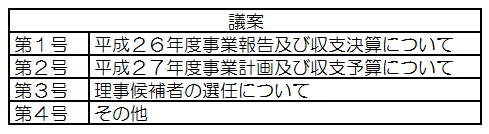 議案
第１号 平成２６年度事業報告及び収支決算について
第２号 平成２７年度事業計画及び収支予算について
第３号 理事候補者の選任について
第４号 その他